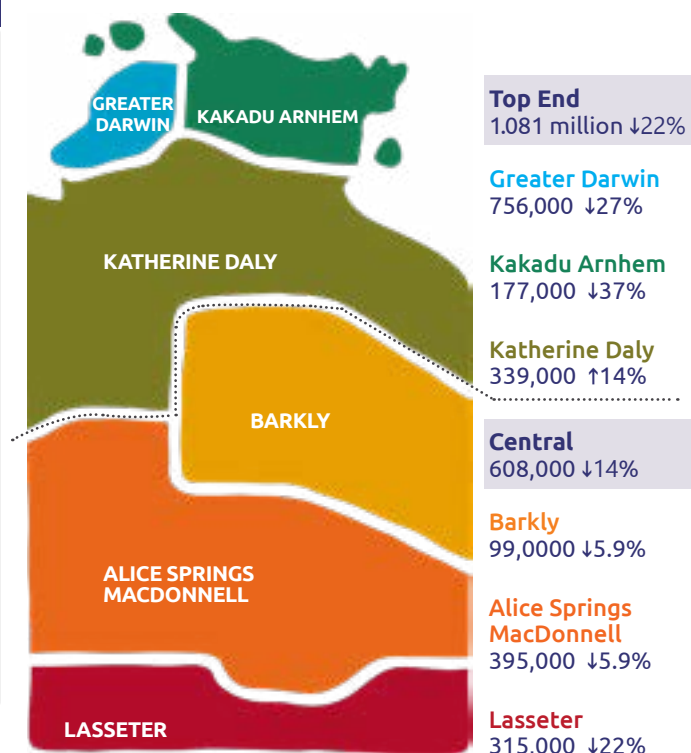 GREATER
DARWIN
KAKADU ARNHEM
KATHERINE DALY
BARKLY
ALICE SPRINGS
MACDONNELL
LASSETER
Top End
1.081 million ↓22%
Greater Darwin
756,000 ↓27%
Kakadu Arnhem
177,000 ↓37%
Katherine Daly
339,000 ↑14%
Central
608,000 ↓14%
Barkly
99,0000 ↓5.9%
Alice Springs
MacDonnell
395,000 ↓5.9%
Lasseter
315,000 ↓22%